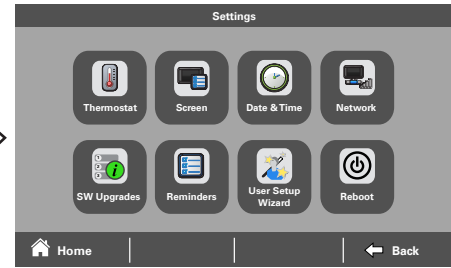 Settings
Thermostat
Screen
Date & Time
Network
SW Upgrades
Reminders
User Setup
Wizard
Reboot
Home
Back